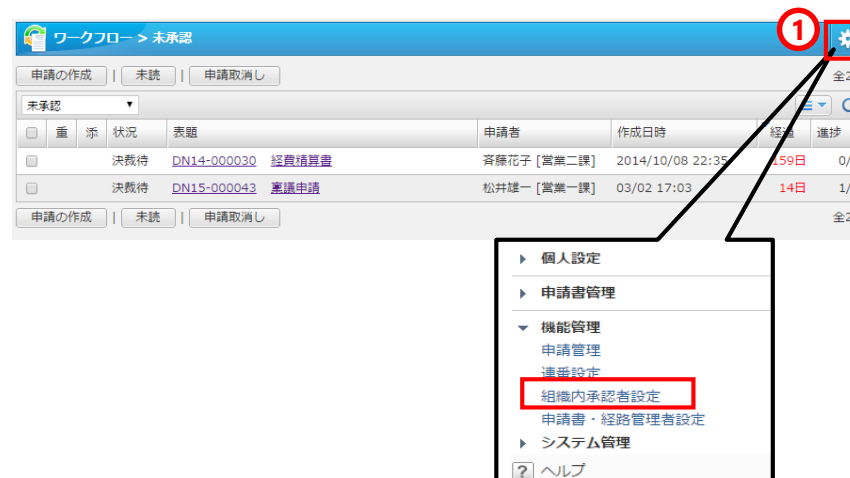 ワークフロー > 未承認
1
申請の作成 | 未読 | 申請取消し
全2
未承認
重 添 状況 表題 申請者 作成日時 経過 進捗
決裁待 DN14-000030 経費精算書 斉藤花子 [営業二課] 2014/10/08 22:35 159日 0/
決裁待 DN15-000043 稟議申請 松井雄一 [営業一課] 03/02 17:03 14日 1/
申請の作成 | 未読 | 申請取消し
全2
個人設定
申請書管理
機能管理
申請管理
連番設定
組織内承認者設定
申請書・経路管理者設定
システム管理
? ヘルプ